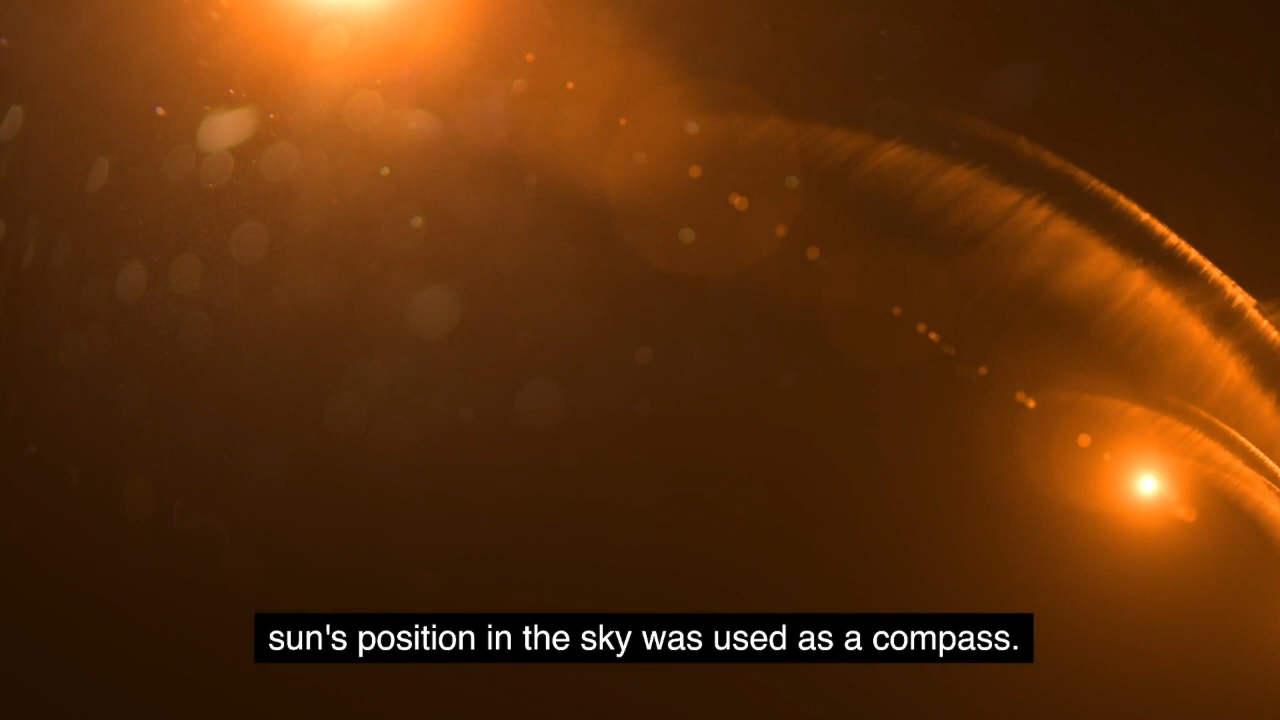 sun's position in the sky was used as a compass.